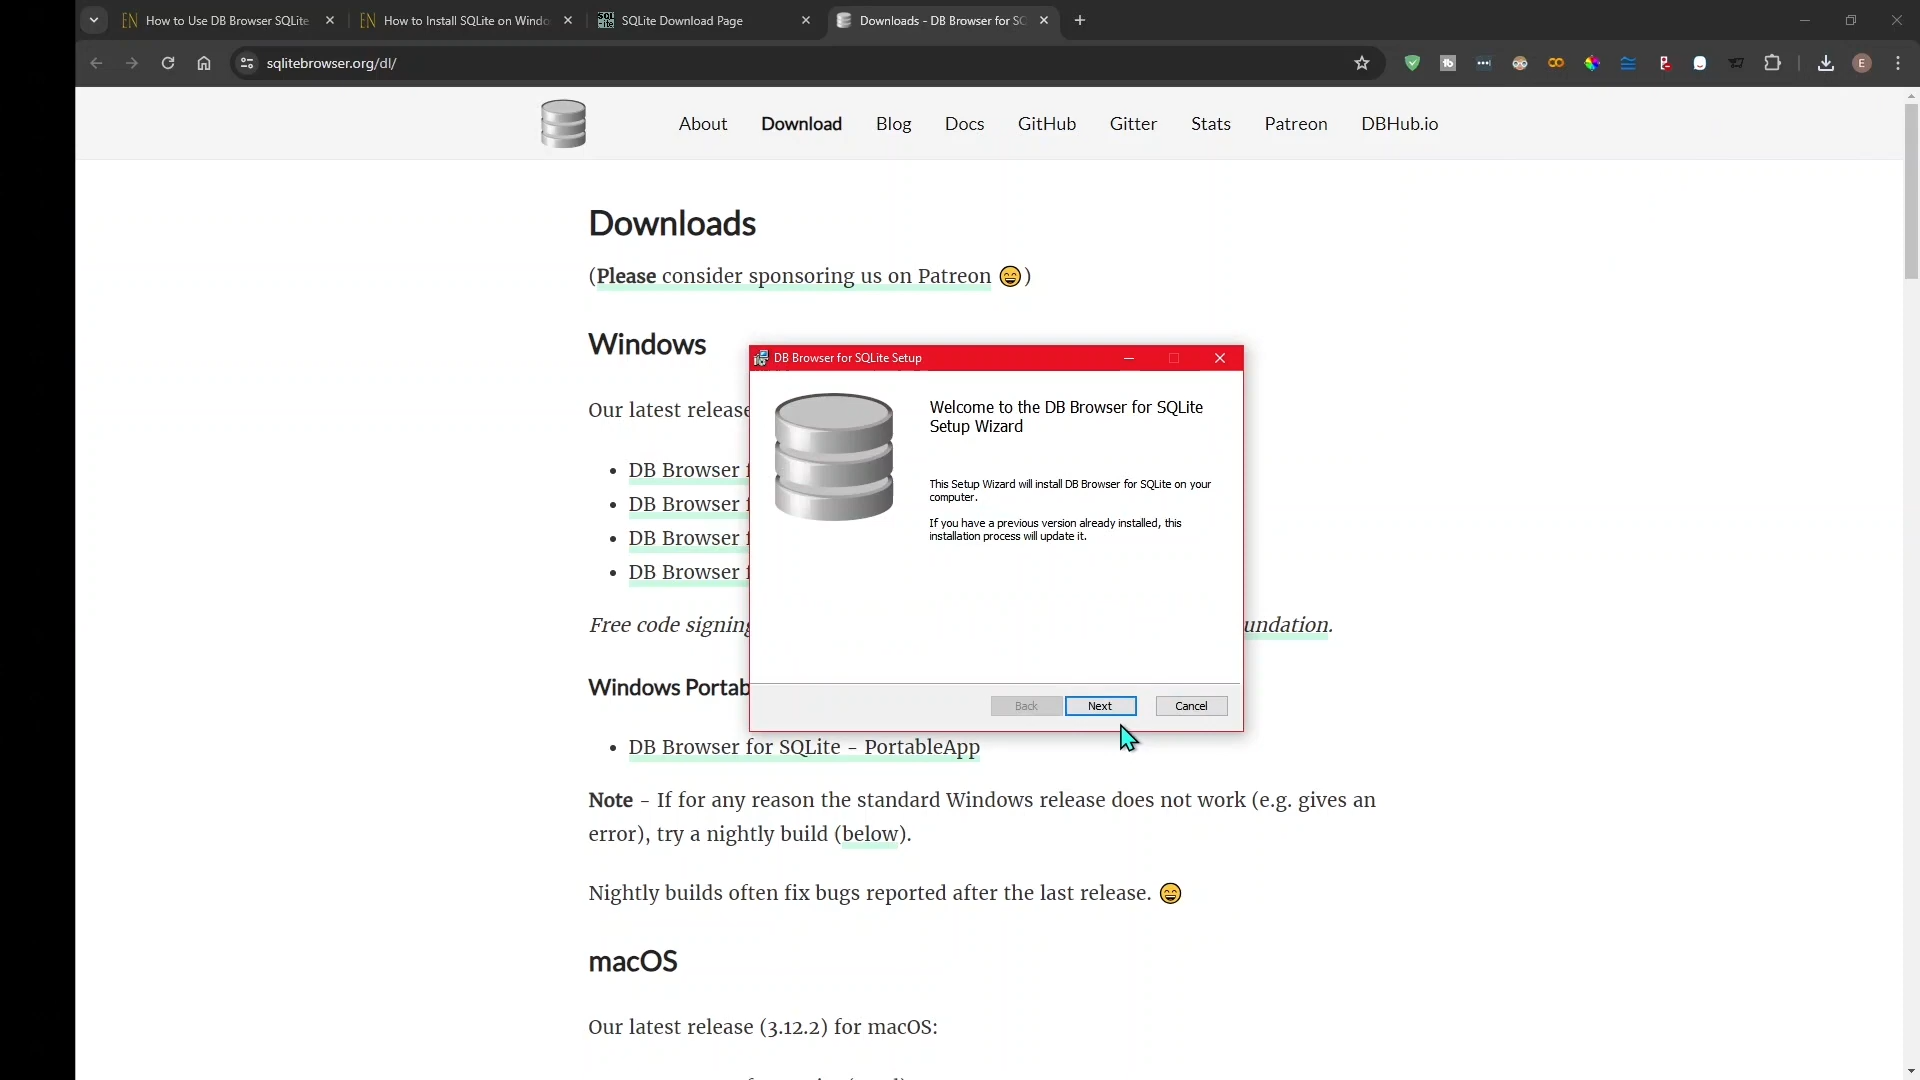 How to Use DB Browser SQLite
How to Install SQLite on Windo
SQLite Download Page
Downloads - DB Browser for SQ
sqlitebrowser.org/dl/
E
About
Download
Blog
Docs
GitHub
Gitter
Stats
Patreon
DBHub.io
Downloads
(Please consider sponsoring us on Patreon 😄)
Windows
Our latest release
DB Browser f
DB Browser f
DB Browser f
DB Browser f
Free code signing
undation.
Windows Portab
DB Browser for SQLite - PortableApp
Note - If for any reason the standard Windows release does not work (e.g. gives an
error), try a nightly build (below).
Nightly builds often fix bugs reported after the last release. 😄
macOS
Our latest release (3.12.2) for macOS:
DB Browser for SQLite Setup
Welcome to the DB Browser for SQLite
Setup Wizard
This Setup Wizard will install DB Browser for SQLite on your
computer.
If you have a previous version already installed, this
installation process will update it.
Back
Next
Cancel